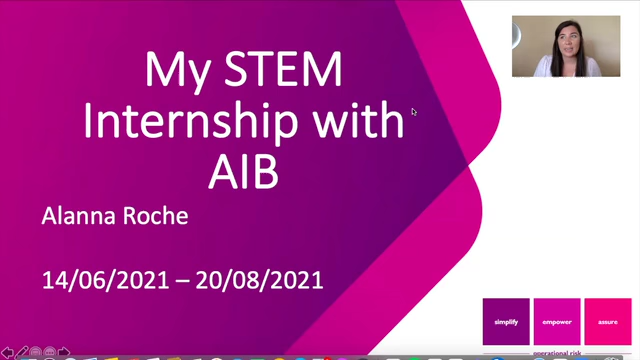 My STEM
Internship with
AIB
Alanna Roche
14/06/2021 – 20/08/2021
simplify
empower
assure
operational risk